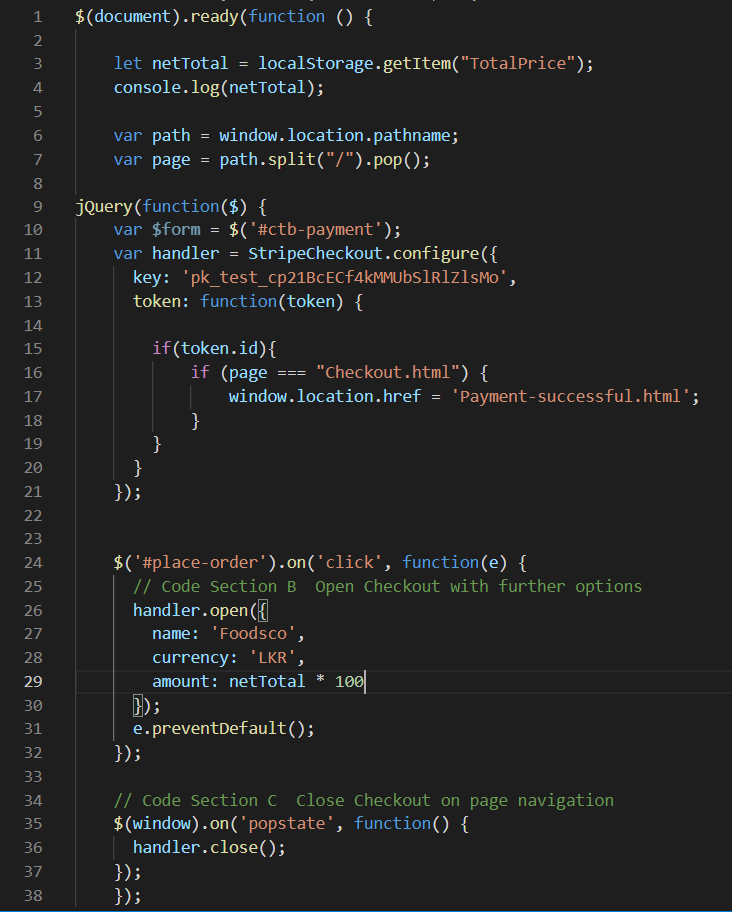 1 $(document).ready(function () {
2
3 let netTotal = localStorage.getItem("TotalPrice");
4 console.log(netTotal);
5
6 var path = window.location.pathname;
7 var page = path.split("/").pop();
8
9 jQuery(function($) {
10 var $form = $('#ctb-payment');
11 var handler = StripeCheckout.configure({
12 key: 'pk_test_cp21BcECf4kMMUbSlRlZlsMo',
13 token: function(token) {
14
15 if(token.id){
16 if (page === "Checkout.html") {
17 window.location.href = 'Payment-successful.html';
18 }
19 }
20 }
21 });
22
23
24 $('#place-order').on('click', function(e) {
25 // Code Section B  Open Checkout with further options
26 handler.open({
27 name: 'Foodsco',
28 currency: 'LKR',
29 amount: netTotal * 100
30 });
31 e.preventDefault();
32 });
33
34 // Code Section C  Close Checkout on page navigation
35 $(window).on('popstate', function() {
36 handler.close();
37 });
38 });